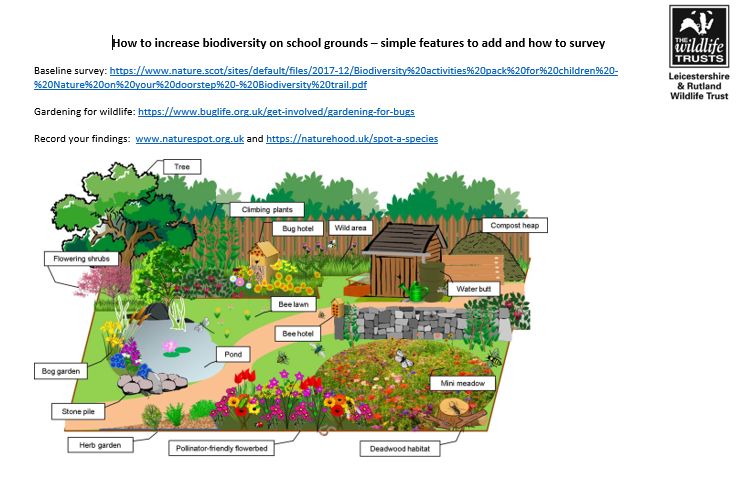 How to increase biodiversity on school grounds – simple features to add and how to survey
THE
wildlife
TRUSTS
Leicestershire
& Rutland
Wildlife Trust
Baseline survey: https://www.nature.scot/sites/default/files/2017-12/Biodiversity%20activities%20pack%20for%20children%20-
%20Nature%20on%20your%20doorstep%20-%20Biodiversity%20trail.pdf
Gardening for wildlife: https://www.buglife.org.uk/get-involved/gardening-for-bugs
Record your findings: www.naturespot.org.uk and https://naturehood.uk/spot-a-species
Tree
Climbing plants
Bug hotel
Wild area
Compost heap
Flowering shrubs
Water butt
Bee lawn
Bee hotel
Pond
Bog garden
Mini meadow
Stone pile
Herb garden
Pollinator-friendly flowerbed
Deadwood habitat